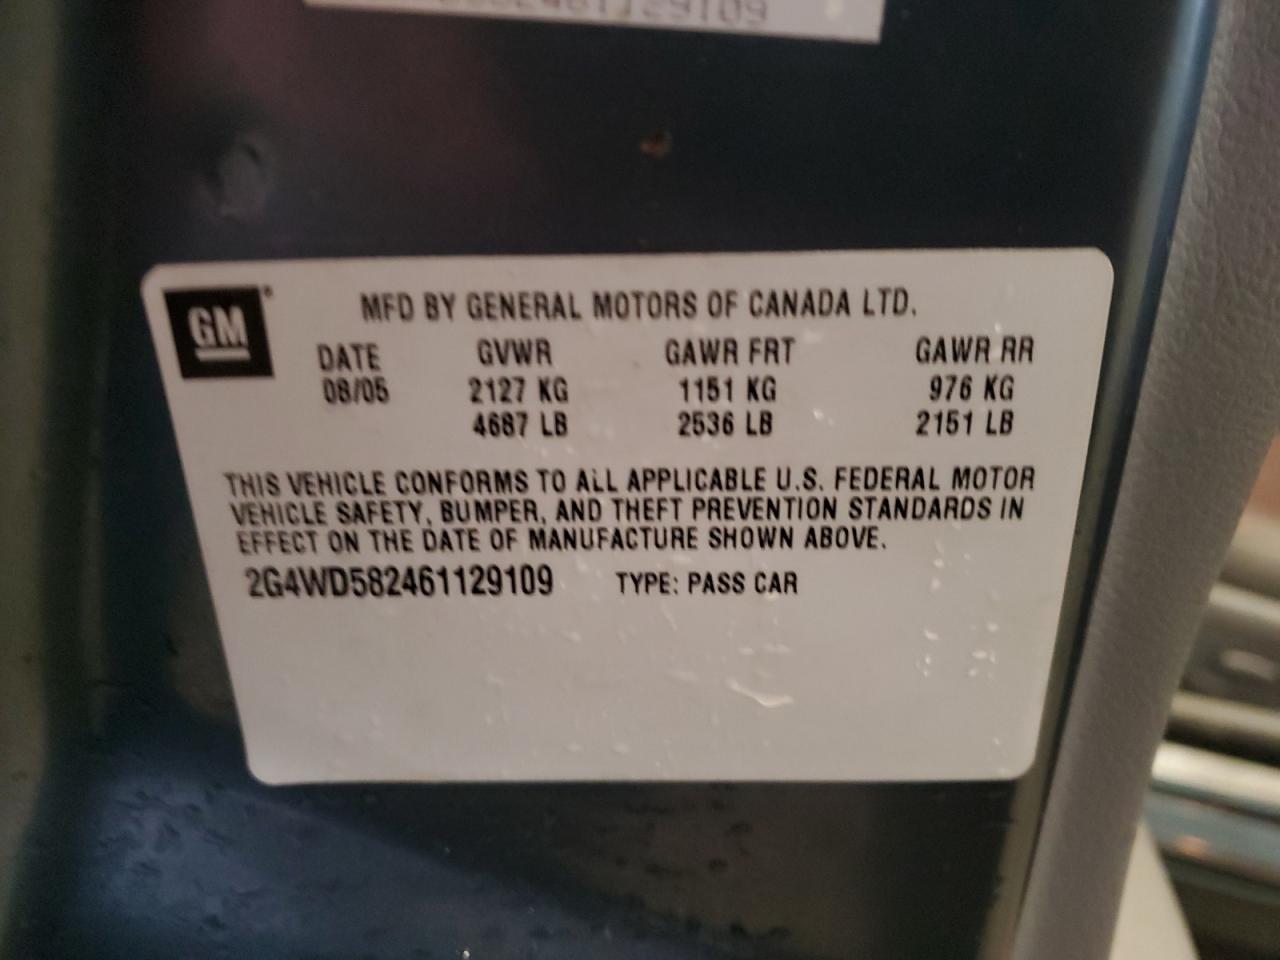 2461129109
GM
MFD BY GENERAL MOTORS OF CANADA LTD.
DATE GVWR GAWR FRT GAWR RR
08/05 2127 KG 1151 KG 976 KG
4687 LB 2536 LB 2151 LB
THIS VEHICLE CONFORMS TO ALL APPLICABLE U.S. FEDERAL MOTOR
VEHICLE SAFETY, BUMPER, AND THEFT PREVENTION STANDARDS IN
EFFECT ON THE DATE OF MANUFACTURE SHOWN ABOVE.
2G4WD582461129109 TYPE: PASS CAR